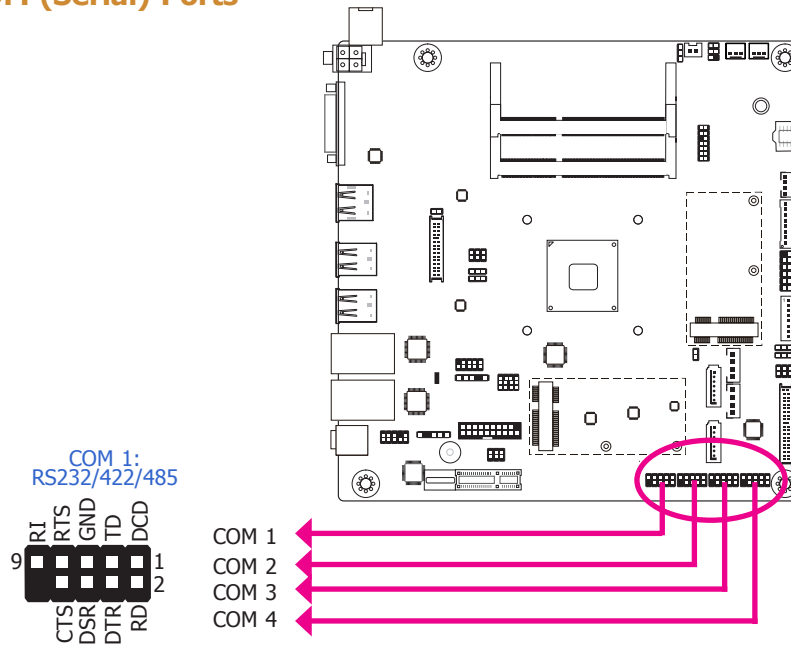 (Serial) Ports
COM 1:
RS232/422/485
RI
RTS
GND
TD
DCD
9
1
2
CTS
DSR
DTR
RD
COM 1
COM 2
COM 3
COM 4